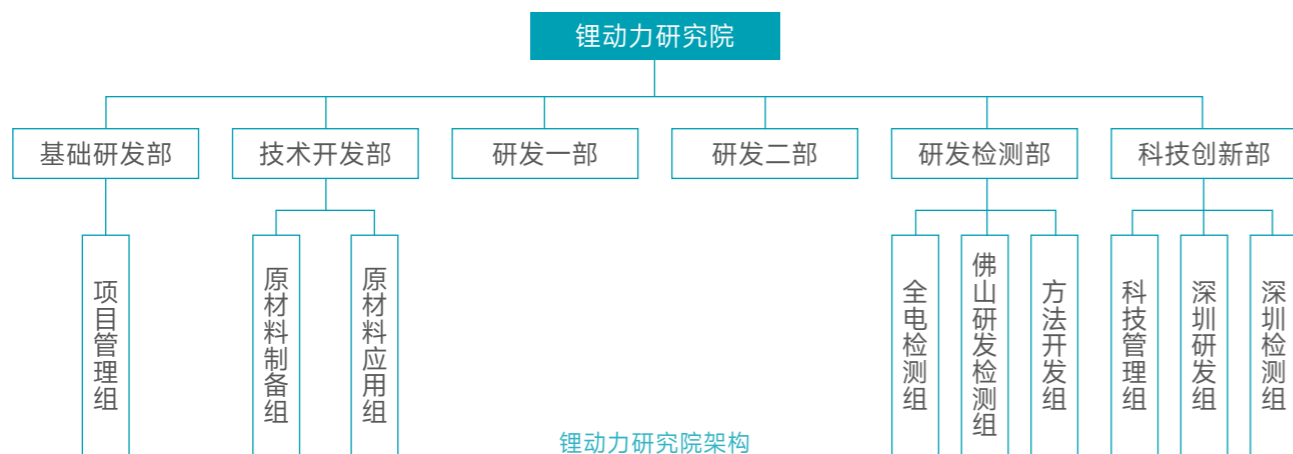 锂动力研究院
基础研发部
技术开发部
研发一部
研发二部
研发检测部
科技创新部
项目管理组
原材料制备组
原材料应用组
全电检测组
佛山研发检测组
方法开发组
科技管理组
深圳研发组
深圳检测组
锂动力研究院架构